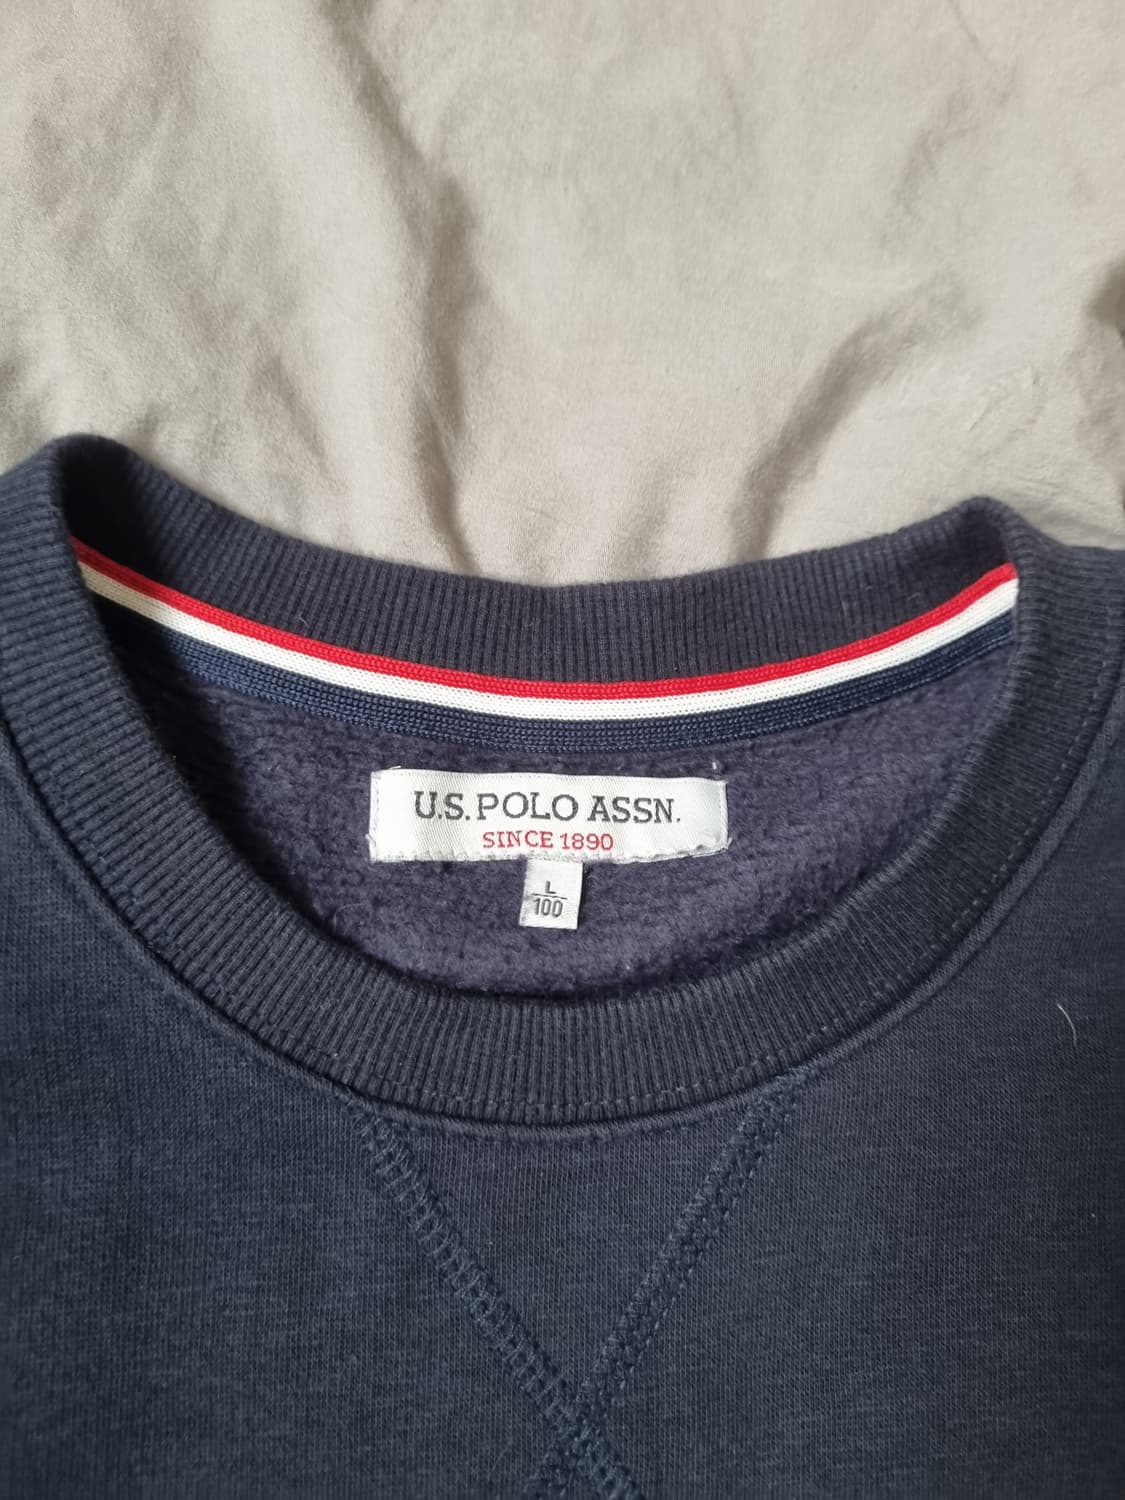 U.S. POLO ASSN.
SINCE 1890
L
100